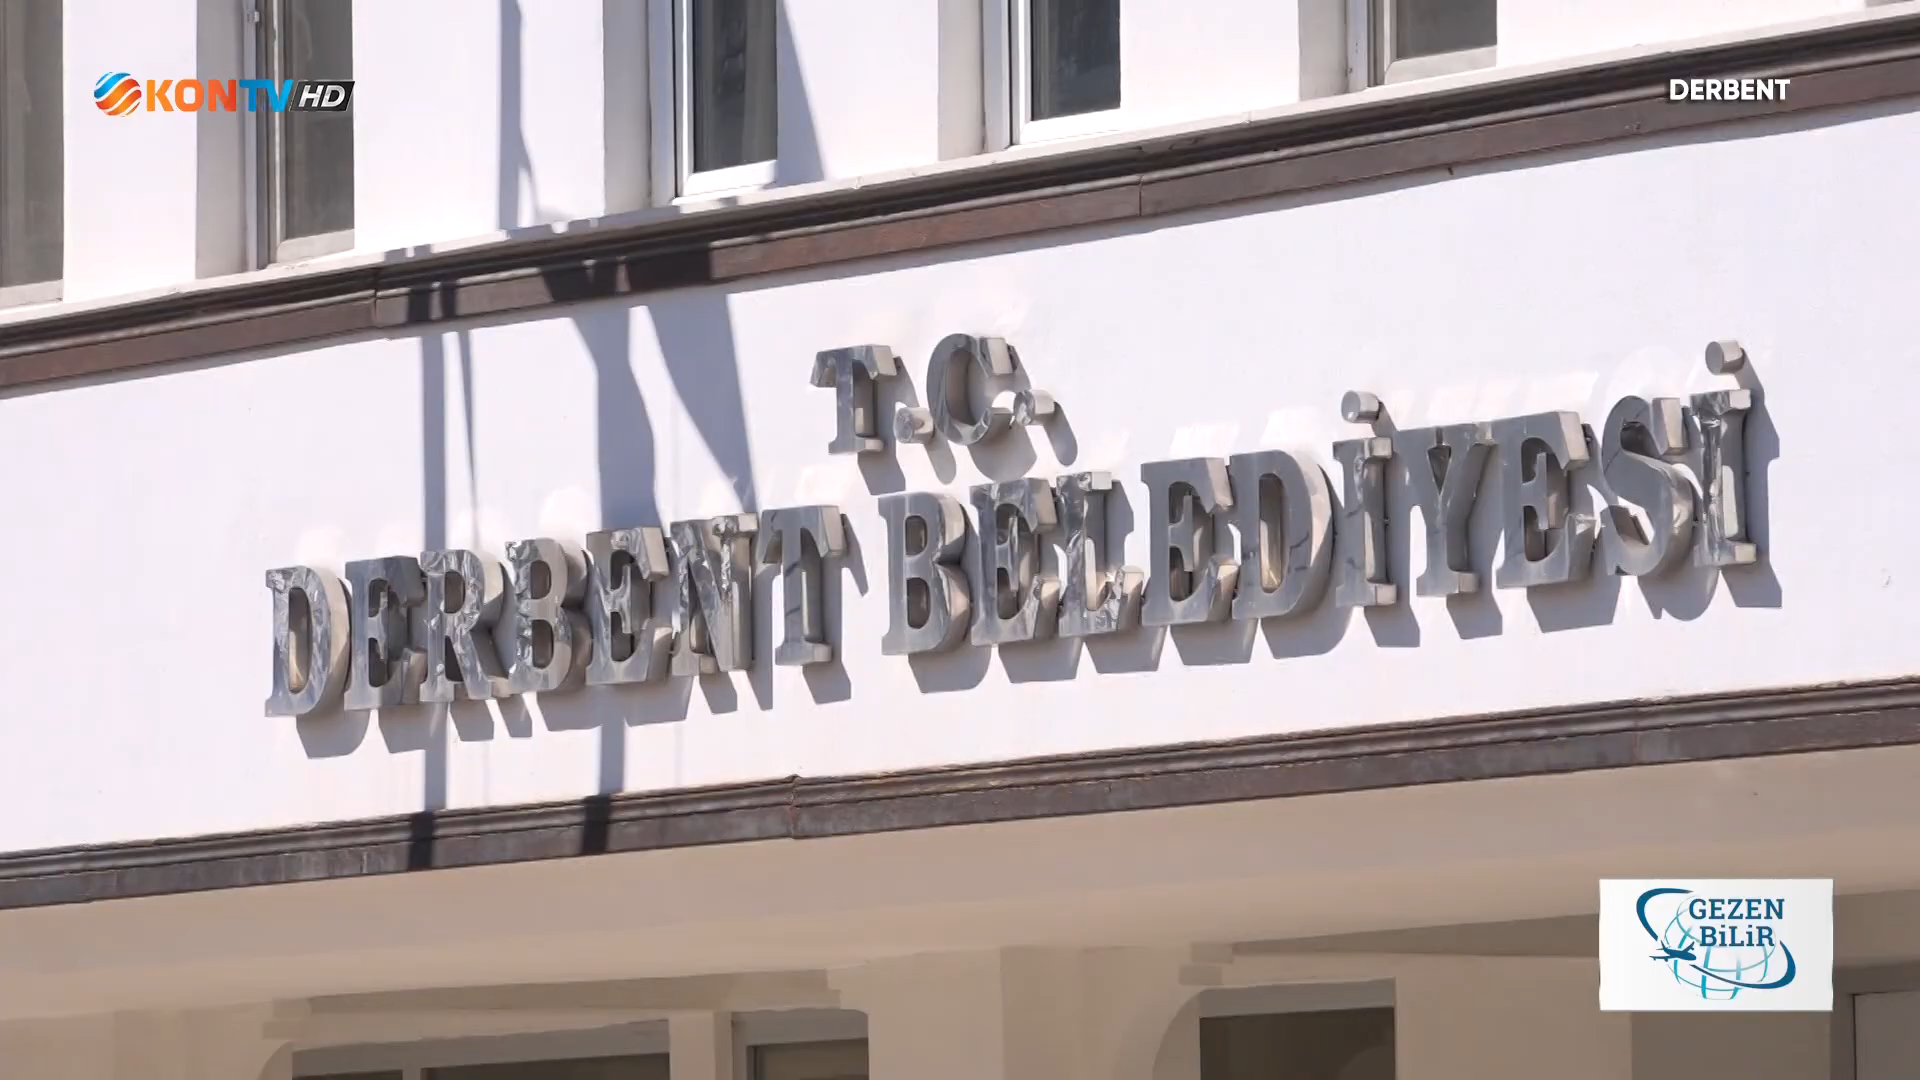 KONTV HD
DERBENT
T.C.
DERBENT BELEDİYESİ
GEZEN
BİLİR